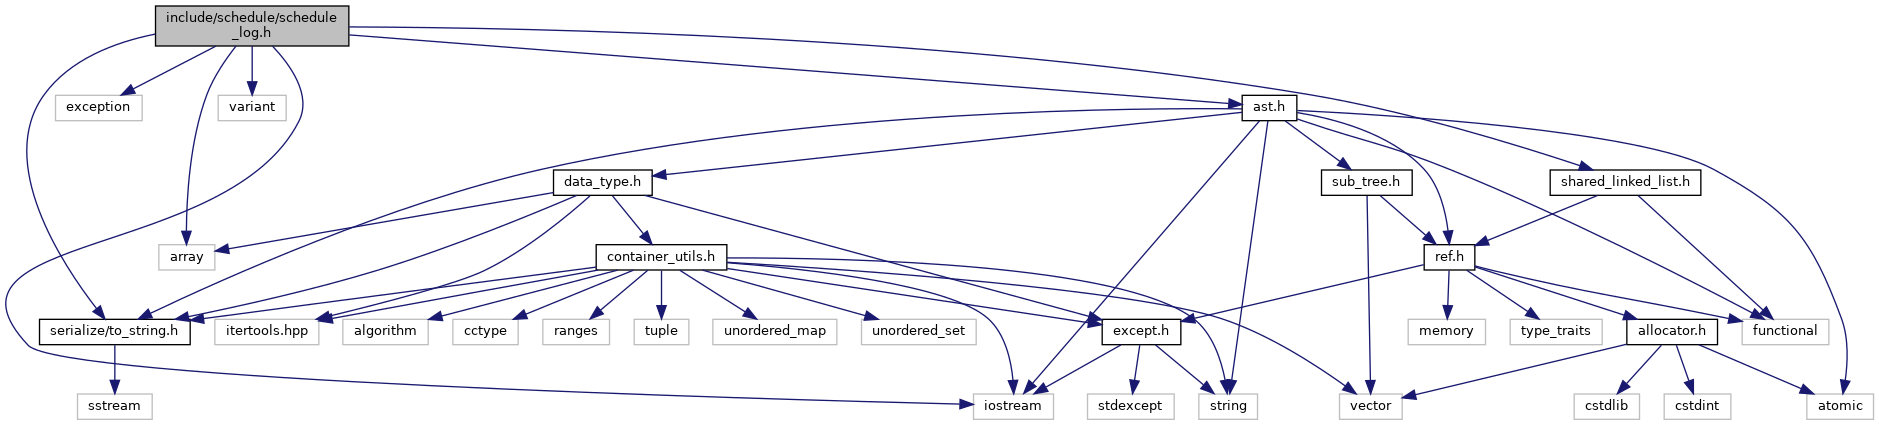 include/schedule/schedule
_log.h
exception
variant
ast.h
data_type.h
sub_tree.h
shared_linked_list.h
array
container_utils.h
ref.h
serialize/to_string.h
itertools.hpp
algorithm
cctype
ranges
tuple
unordered_map
unordered_set
except.h
memory
type_traits
allocator.h
functional
sstream
iostream
stdexcept
string
vector
cstdlib
cstdint
atomic